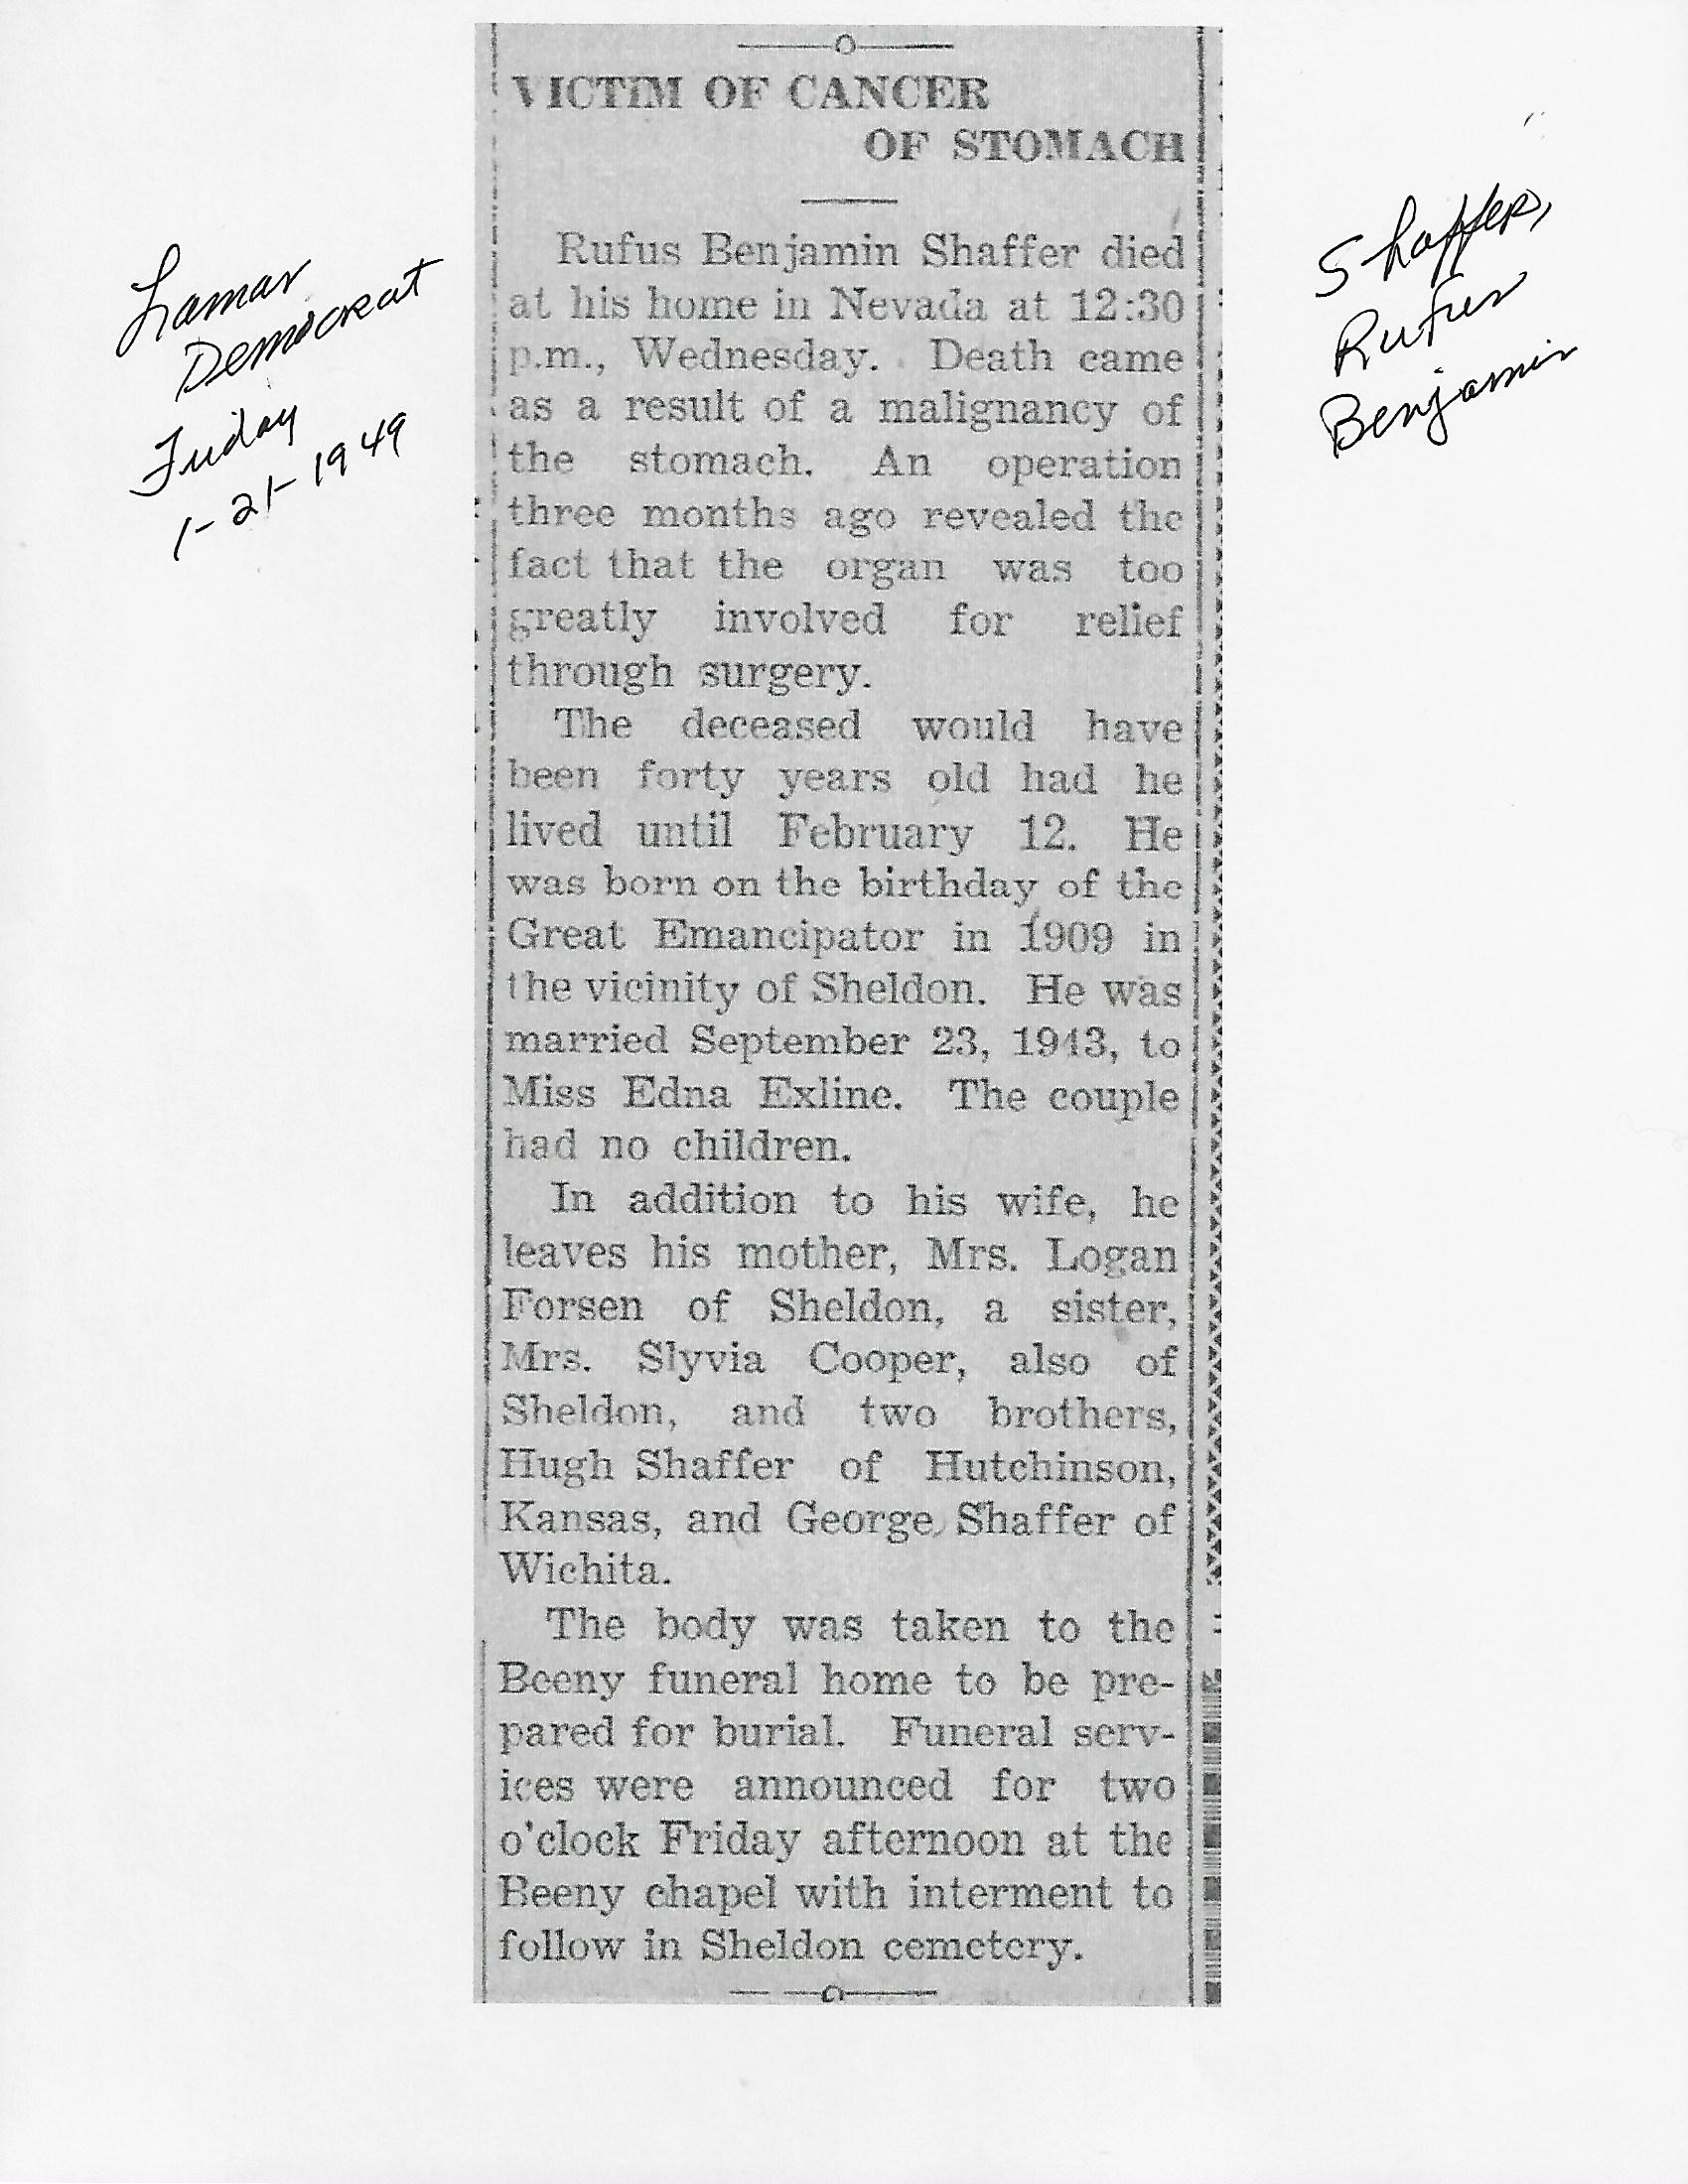 Lamar
Democrat
Friday
1-21-1949
Shaffer,
Rufus
Benjamin
VICTIM OF CANCER
OF STOMACH
Rufus Benjamin Shaffer died
at his home in Nevada at 12:30
p.m., Wednesday. Death came
as a result of a malignancy of
the stomach. An operation
three months ago revealed the
fact that the organ was too
greatly involved for relief
through surgery.
The deceased would have
been forty years old had he
lived until February 12. He
was born on the birthday of the
Great Emancipator in 1909 in
the vicinity of Sheldon. He was
married September 23, 1943, to
Miss Edna Exline. The couple
had no children.
In addition to his wife, he
leaves his mother, Mrs. Logan
Forsen of Sheldon, a sister,
Mrs. Slyvia Cooper, also of
Sheldon, and two brothers,
Hugh Shaffer of Hutchinson,
Kansas, and George Shaffer of
Wichita.
The body was taken to the
Beeny funeral home to be pre-
pared for burial. Funeral serv-
ices were announced for two
o'clock Friday afternoon at the
Beeny chapel with interment to
follow in Sheldon cemetery.